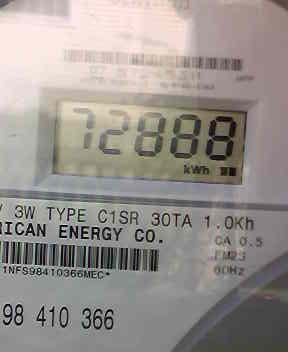 72888
kWh
3W TYPE C1SR 30TA 1.0Kh
RICAN ENERGY CO.
CA 0.5
60Hz
1NFS98410366MEC*
98 410 366